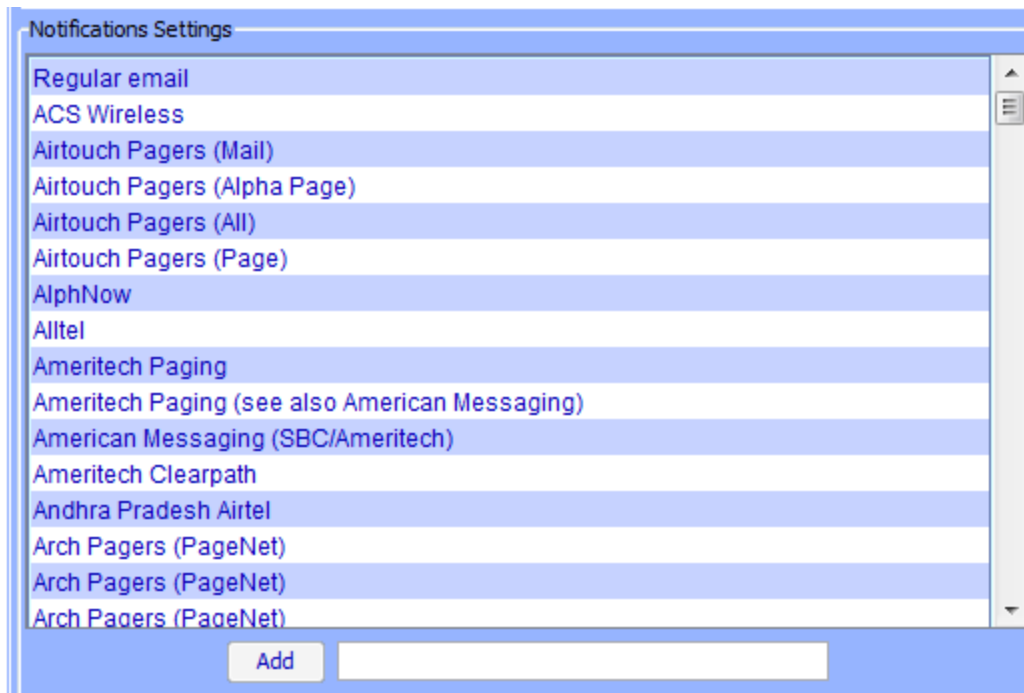 Notifications Settings
Regular email
ACS Wireless
Airtouch Pagers (Mail)
Airtouch Pagers (Alpha Page)
Airtouch Pagers (All)
Airtouch Pagers (Page)
AlphNow
Alltel
Ameritech Paging
Ameritech Paging (see also American Messaging)
American Messaging (SBC/Ameritech)
Ameritech Clearpath
Andhra Pradesh Airtel
Arch Pagers (PageNet)
Arch Pagers (PageNet)
Arch Pagers (PageNet)
Add